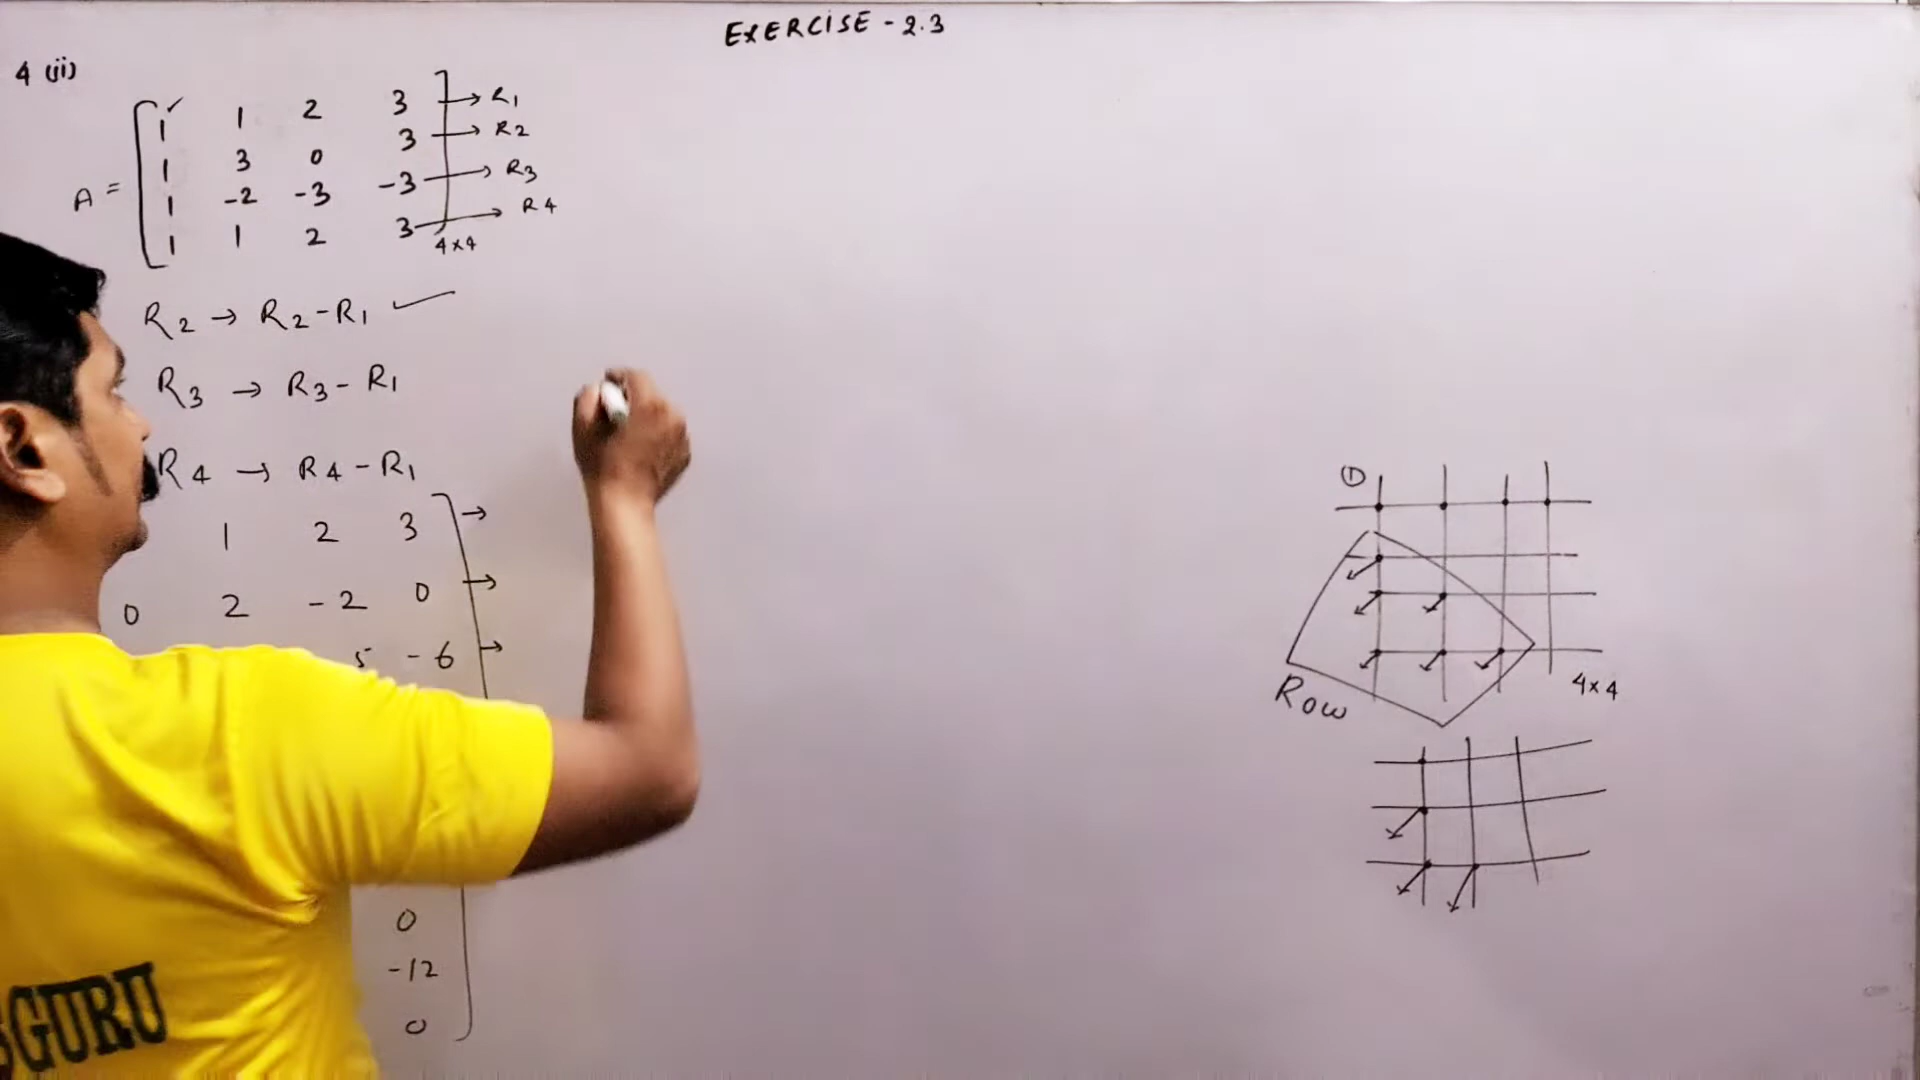 EXERCISE - 2.3
4 (ii)
A =
1 1 2 3 → R1
1 3 0 3 → R2
1 -2 -3 -3 → R3
1 1 2 3 → R4
4×4
R2 → R2 - R1 ✓
R3 → R3 - R1
R4 → R4 - R1
1 2 3 →
0 2 -2 0 →
5 -6 →
0
-12
0
①
4×4
Row
GURU